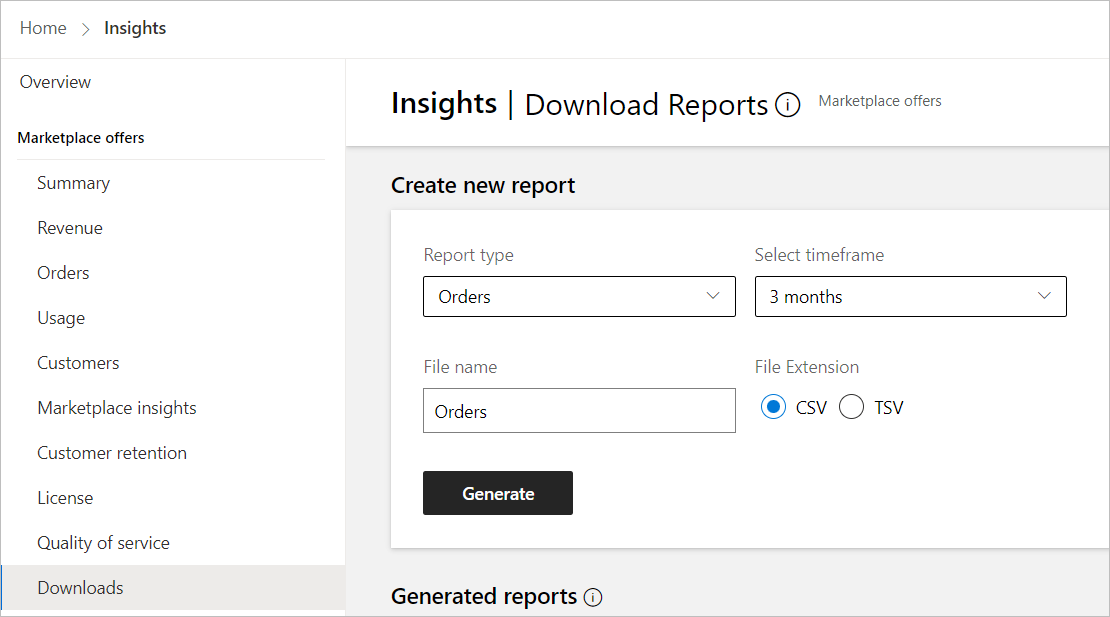 Home > Insights
Overview
Marketplace offers
Summary
Revenue
Orders
Usage
Customers
Marketplace insights
Customer retention
License
Quality of service
Downloads
Insights | Download Reports Marketplace offers
Create new report
Report type Select timeframe
Orders 3 months
File name File Extension
Orders CSV TSV
Generate
Generated reports